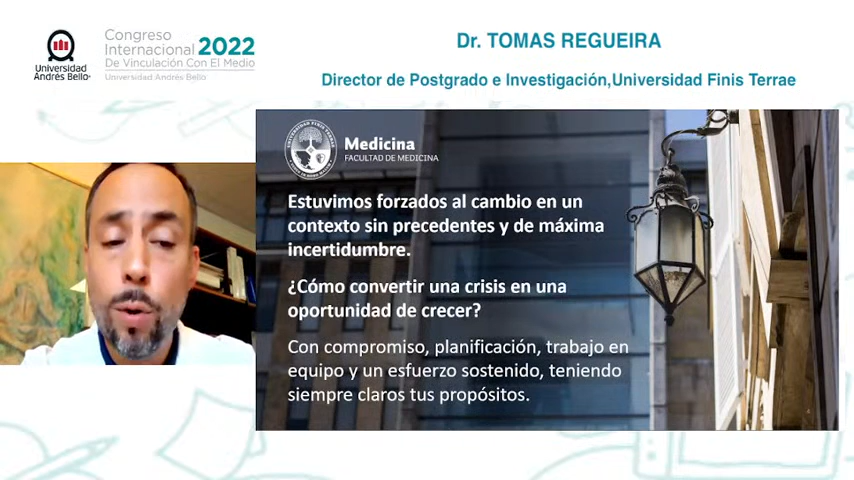 Universidad
Andrés Bello
Congreso
Internacional 2022
De Vinculación Con El Medio
Universidad Andrés Bello
Dr. TOMAS REGUEIRA
Director de Postgrado e Investigación,Universidad Finis Terrae
Medicina
FACULTAD DE MEDICINA
Estuvimos forzados al cambio en un
contexto sin precedentes y de máxima
incertidumbre.
¿Cómo convertir una crisis en una
oportunidad de crecer?
Con compromiso, planificación, trabajo en
equipo y un esfuerzo sostenido, teniendo
siempre claros tus propósitos.